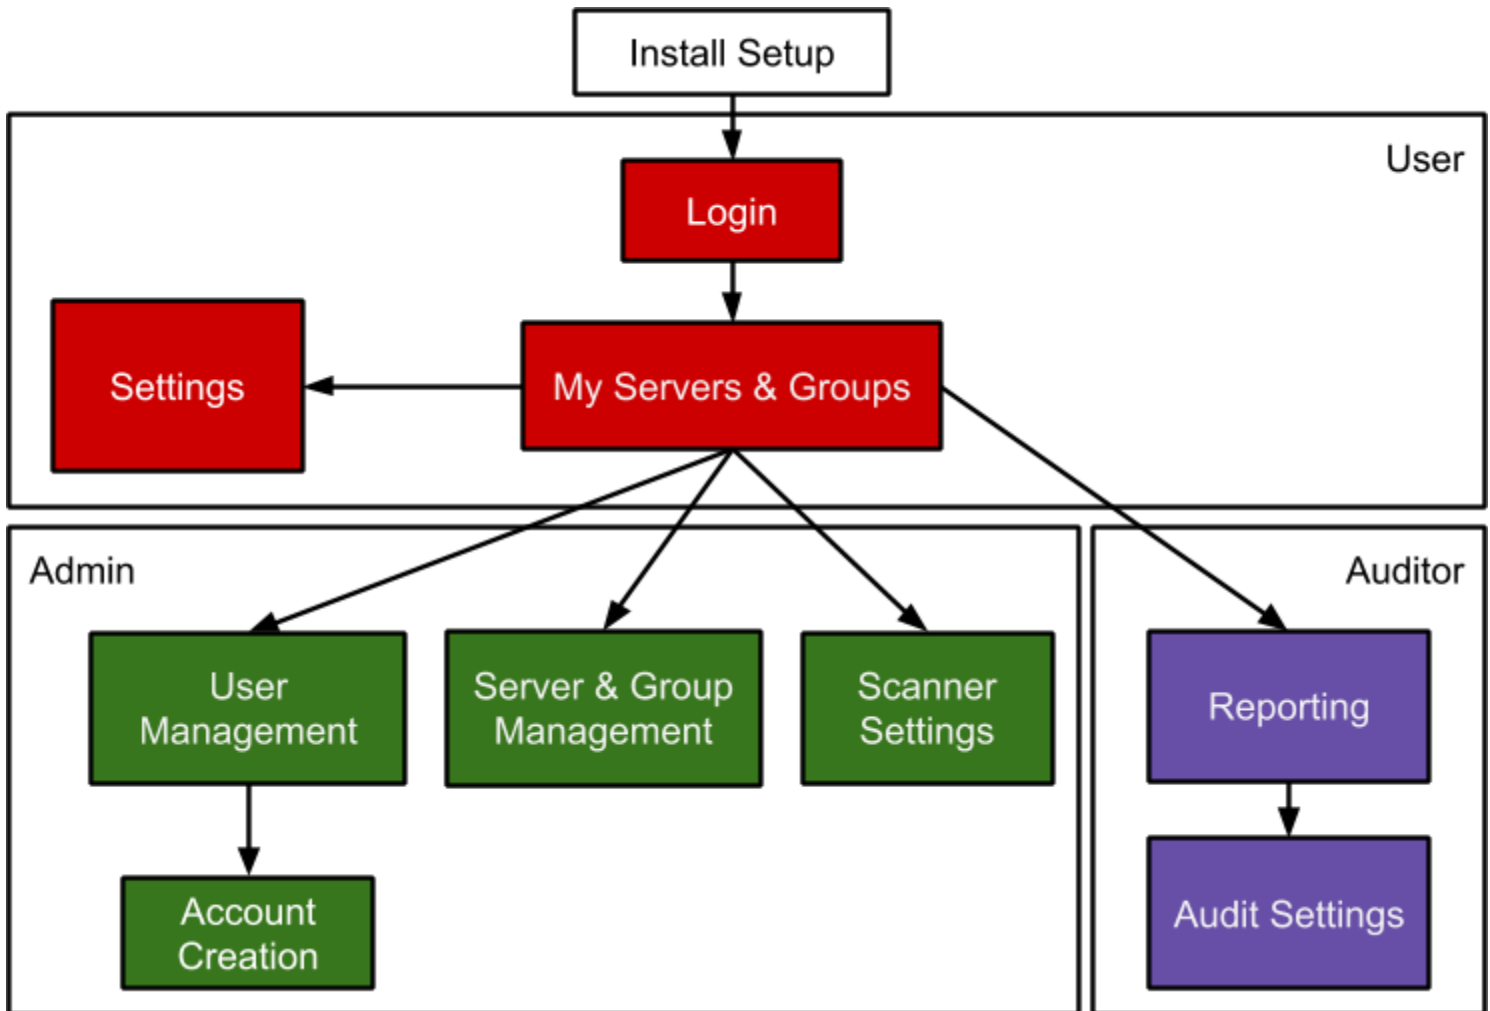 Install Setup
User
Login
Settings
My Servers & Groups
Admin
Auditor
User
Management
Server & Group
Management
Scanner
Settings
Reporting
Account
Creation
Audit Settings